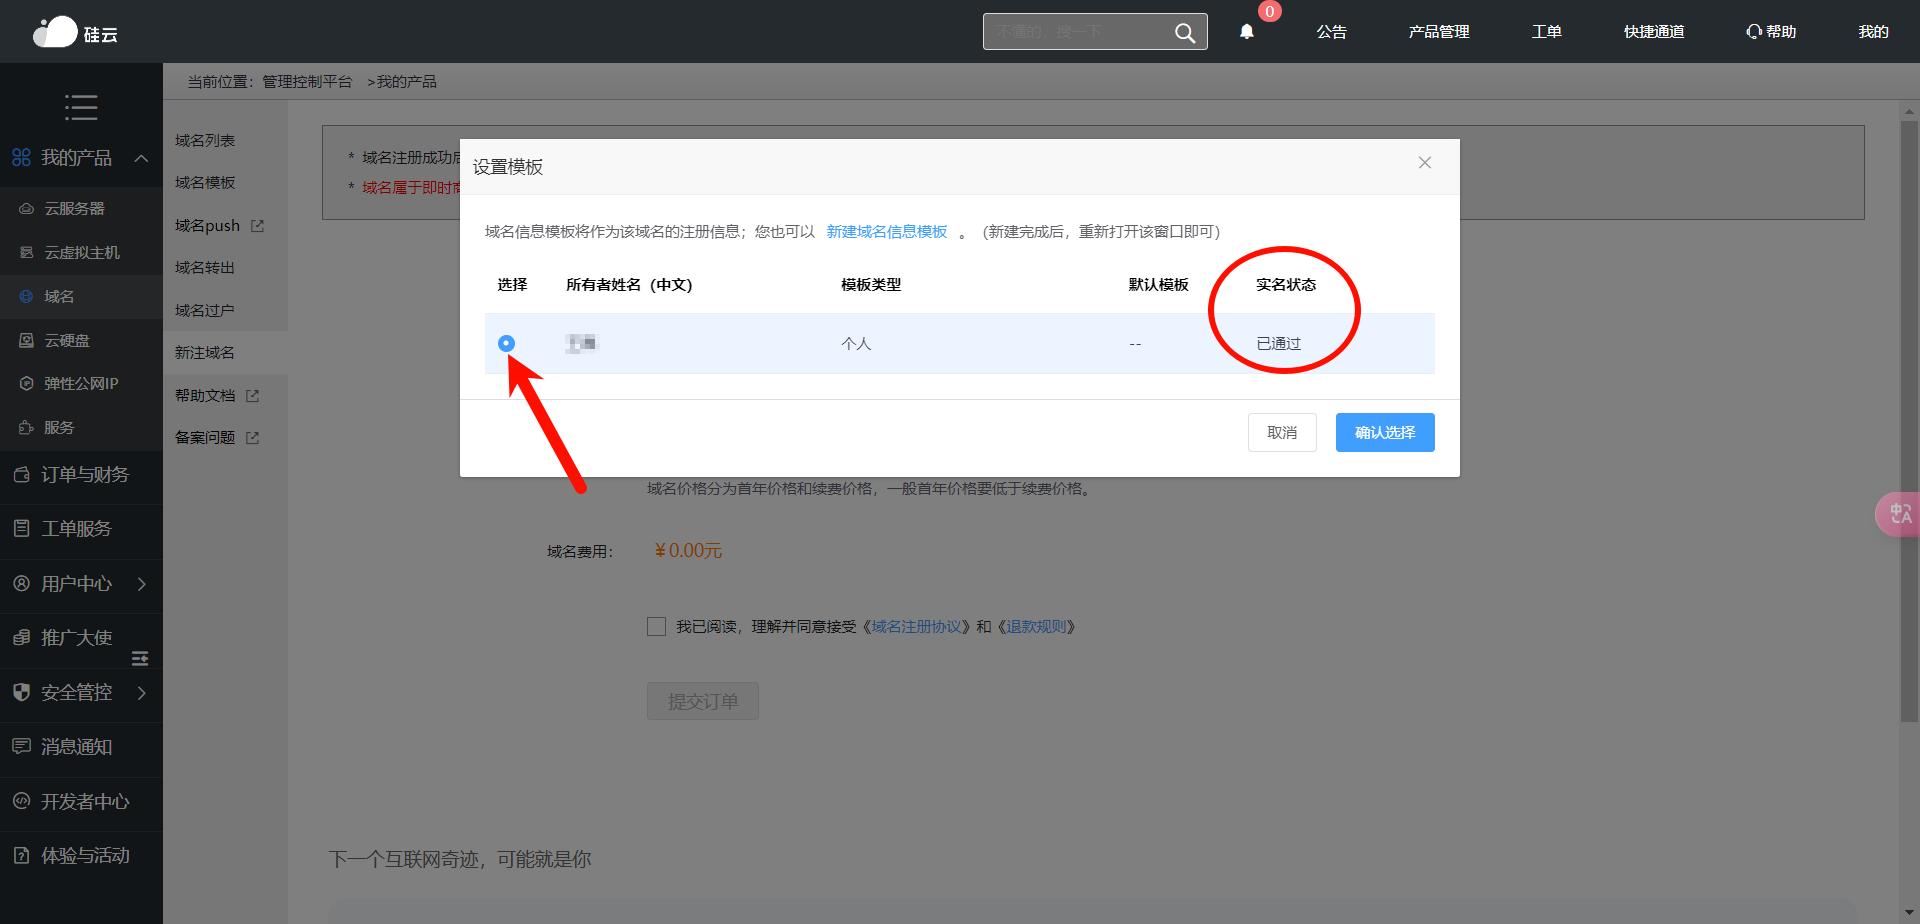 硅云
不懂的，搜一下
0
公告
产品管理
工单
快捷通道
帮助
我的
当前位置：管理控制平台 >我的产品
我的产品
云服务器
云虚拟主机
域名
云硬盘
弹性公网IP
服务
订单与财务
工单服务
用户中心
推广大使
安全管控
消息通知
开发者中心
体验与活动
域名列表
域名模板
域名push
域名转出
域名过户
新注域名
帮助文档
备案问题
* 域名注册成功后
* 域名属于即时商
设置模板
域名信息模板将作为该域名的注册信息；您也可以 新建域名信息模板 。（新建完成后，重新打开该窗口即可）
选择 所有者姓名（中文） 模板类型 默认模板 实名状态
个人 -- 已通过
取消 确认选择
域名价格分为首年价格和续费价格，一般首年价格要低于续费价格。
域名费用： ¥0.00元
我已阅读，理解并同意接受《域名注册协议》和《退款规则》
提交订单
下一个互联网奇迹，可能就是你
中A